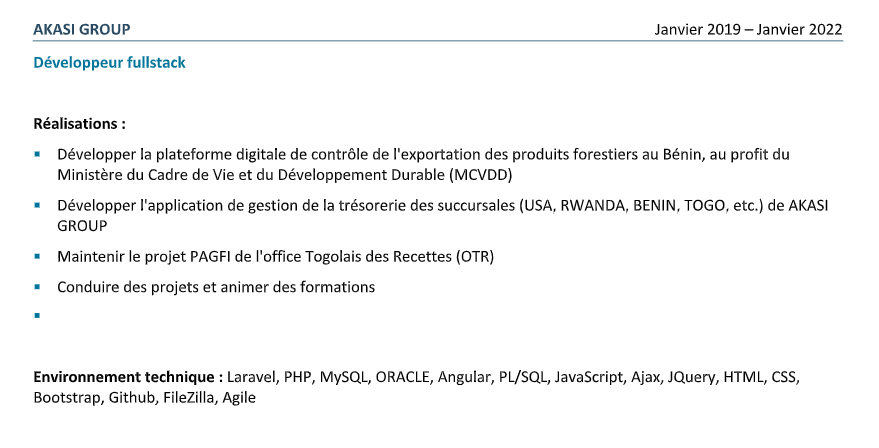 AKASI GROUP Janvier 2019 – Janvier 2022
Développeur fullstack
Réalisations :
▪ Développer la plateforme digitale de contrôle de l'exportation des produits forestiers au Bénin, au profit du
Ministère du Cadre de Vie et du Développement Durable (MCVDD)
▪ Développer l'application de gestion de la trésorerie des succursales (USA, RWANDA, BENIN, TOGO, etc.) de AKASI
GROUP
▪ Maintenir le projet PAGFI de l'office Togolais des Recettes (OTR)
▪ Conduire des projets et animer des formations
▪
Environnement technique : Laravel, PHP, MySQL, ORACLE, Angular, PL/SQL, JavaScript, Ajax, JQuery, HTML, CSS,
Bootstrap, Github, FileZilla, Agile